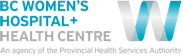 BC WOMEN'S
HOSPITAL+
HEALTH CENTRE
An agency of the Provincial Health Services Authority